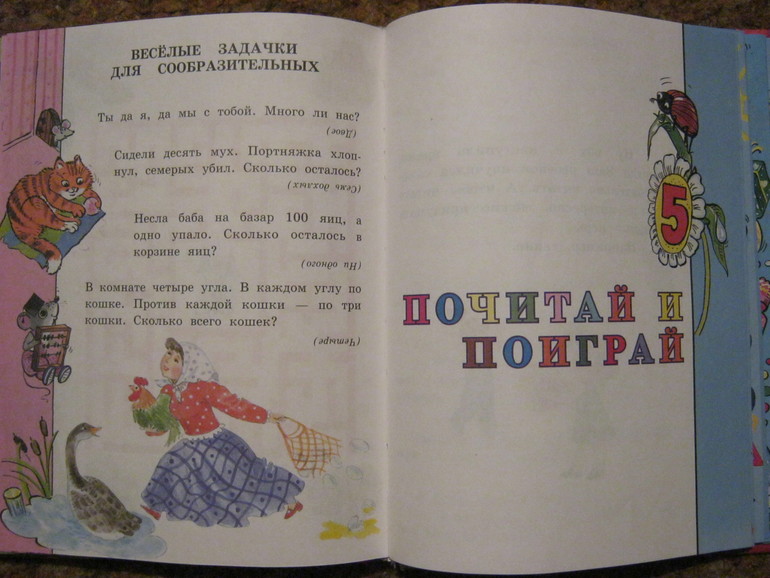 ВЕСЁЛЫЕ ЗАДАЧКИ
ДЛЯ СООБРАЗИТЕЛЬНЫХ
Ты да я, да мы с тобой. Много ли нас?
(Двое)
Сидели десять мух. Портняжка хлоп-
нул, семерых убил. Сколько осталось?
(Семь дохлых)
Несла баба на базар 100 яиц, а
одно упало. Сколько осталось в
корзине яиц?
(Ни одного)
В комнате четыре угла. В каждом углу по
кошке. Против каждой кошки — по три
кошки. Сколько всего кошек?
(Четыре)
5
ПОЧИТАЙ И
ПОИГРАЙ